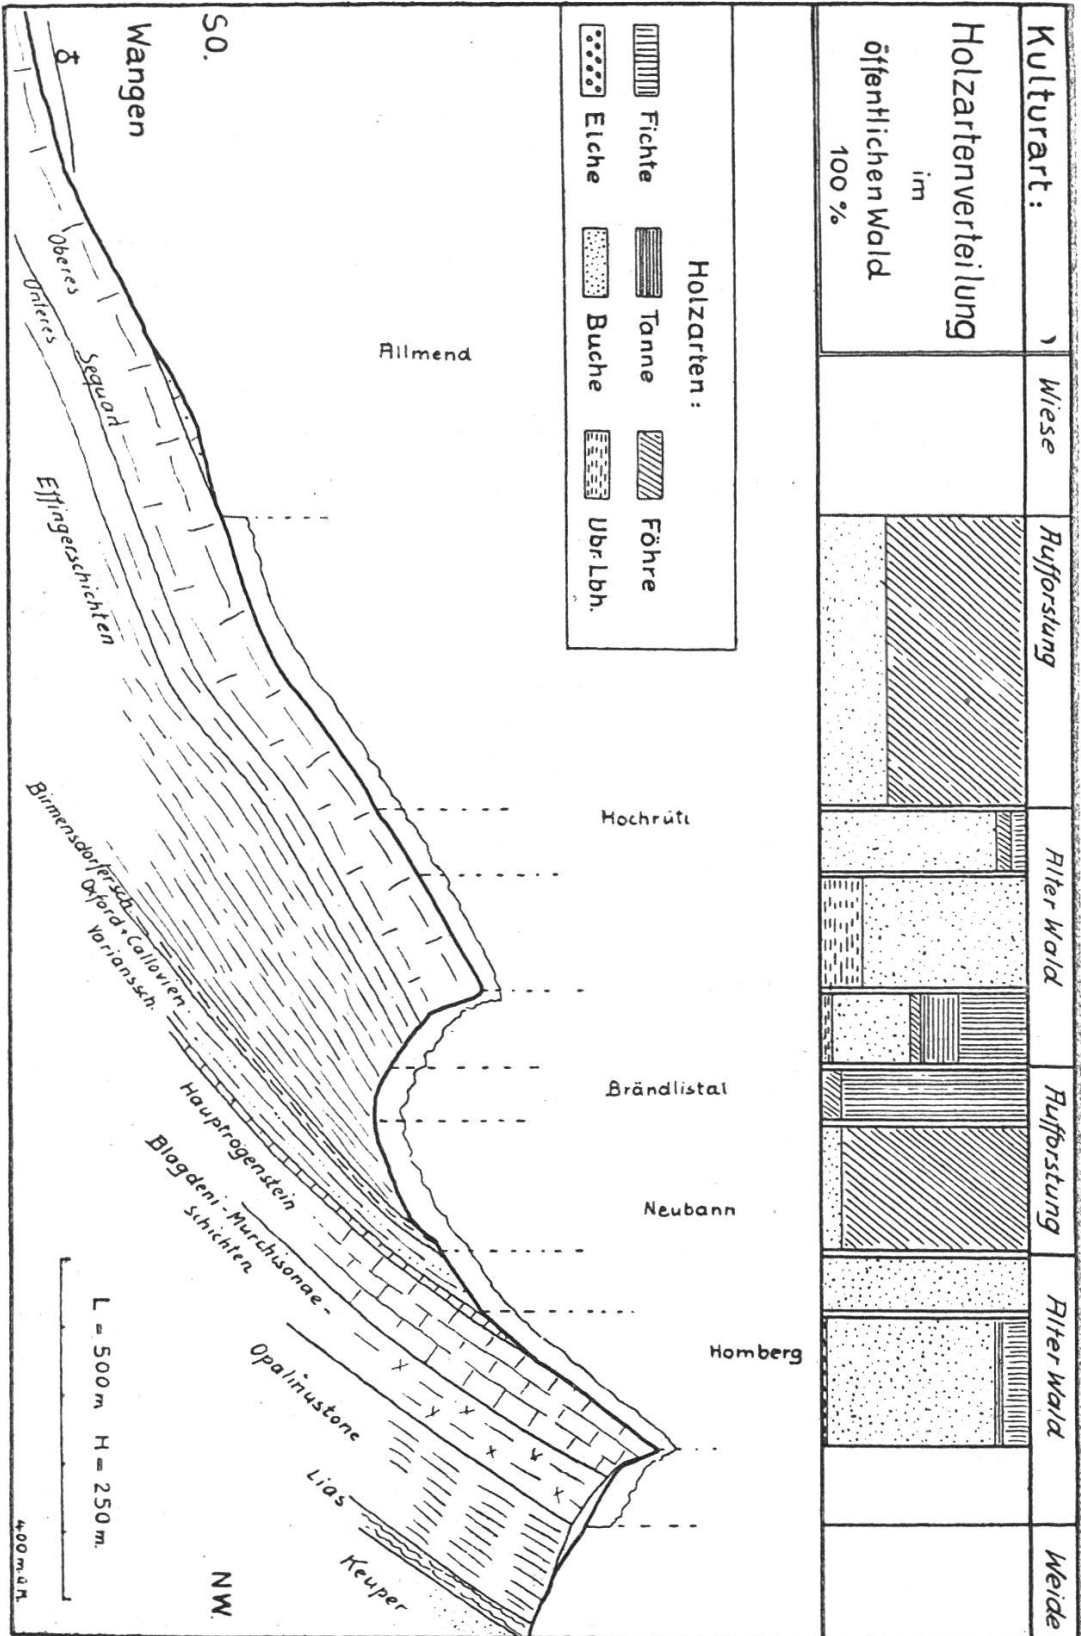 Kulturart:
Wiese
Aufforstung
Alter Wald
Aufforstung
Alter Wald
Weide
Holzartenverteilung
im
öffentlichen Wald
100 %
Holzarten:
Fichte
Tanne
Föhre
Eiche
Buche
Übr. Lbh.
SO.
Wangen
Allmend
Hochrüti
Brändlistal
Neubann
Homberg
NW.
Oberes
Unteres
Sequan
Effingerschichten
Birmensdorfersch.
Oxford + Callovien
Varianssch.
Hauptrogenstein
Blagdeni-Murchisonae-
Schichten
Opalinustone
Lias
Keuper
L = 500 m H = 250 m.
400 m.ü.M.